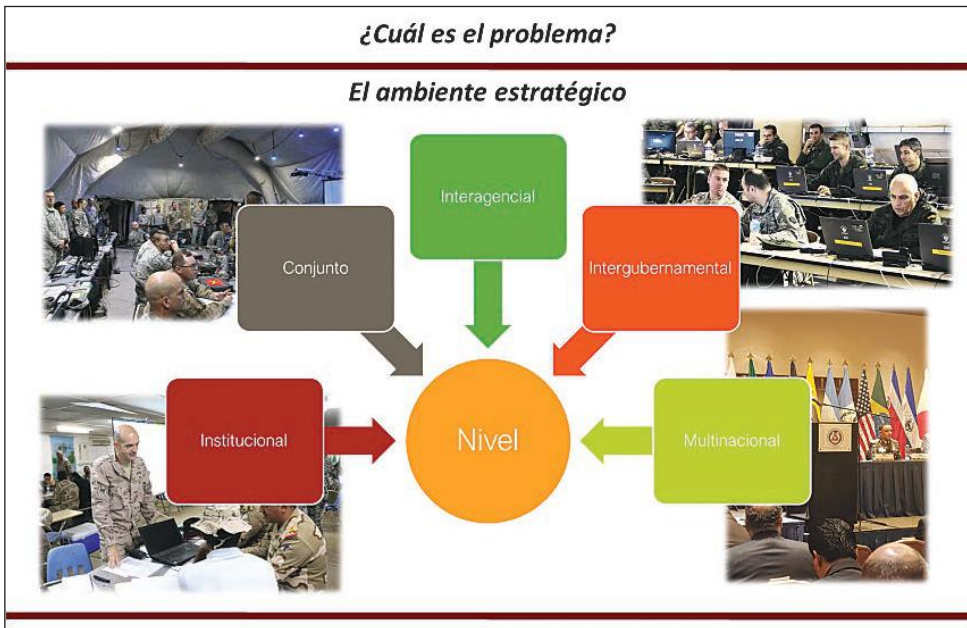 ¿Cuál es el problema?
El ambiente estratégico
Interagencial
Conjunto
Intergubernamental
Institucional
Nivel
Multinacional